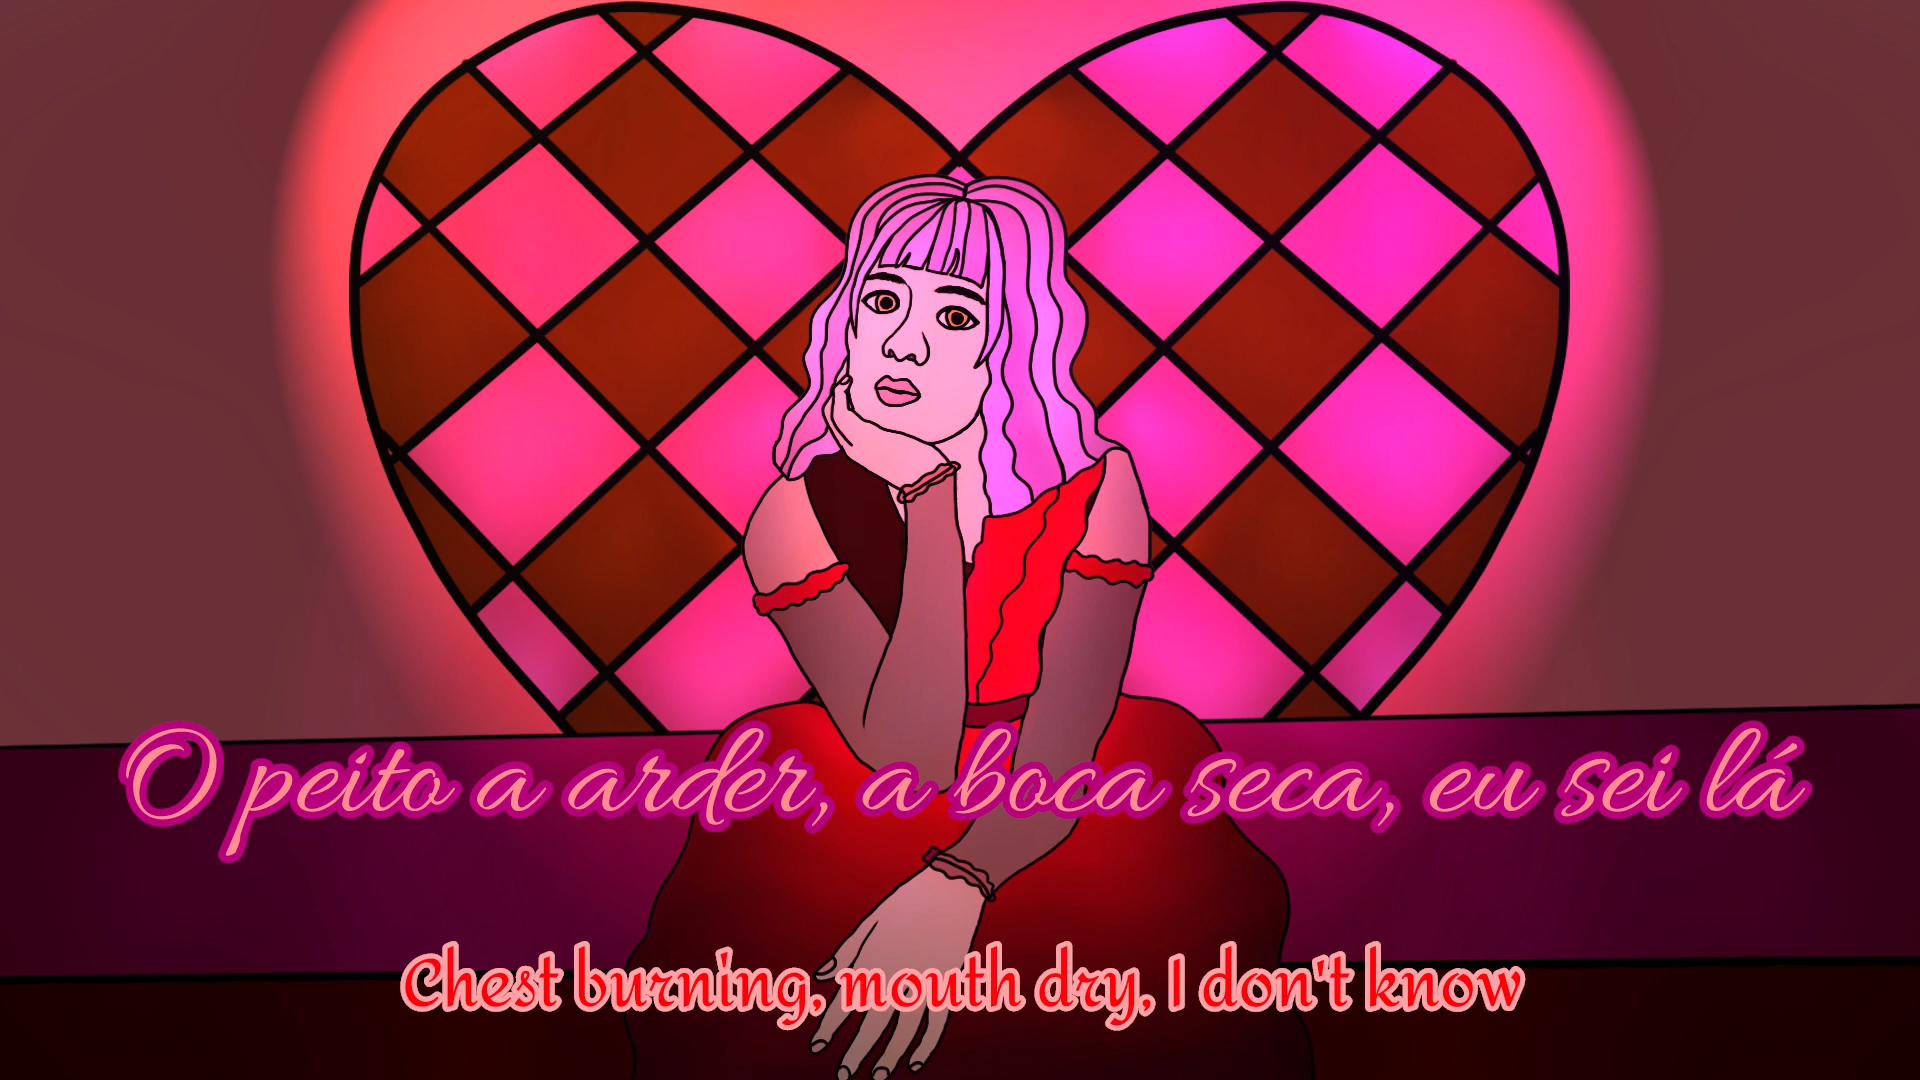 O peito a arder, a boca seca, eu sei lá
Chest burning, mouth dry, I don't know